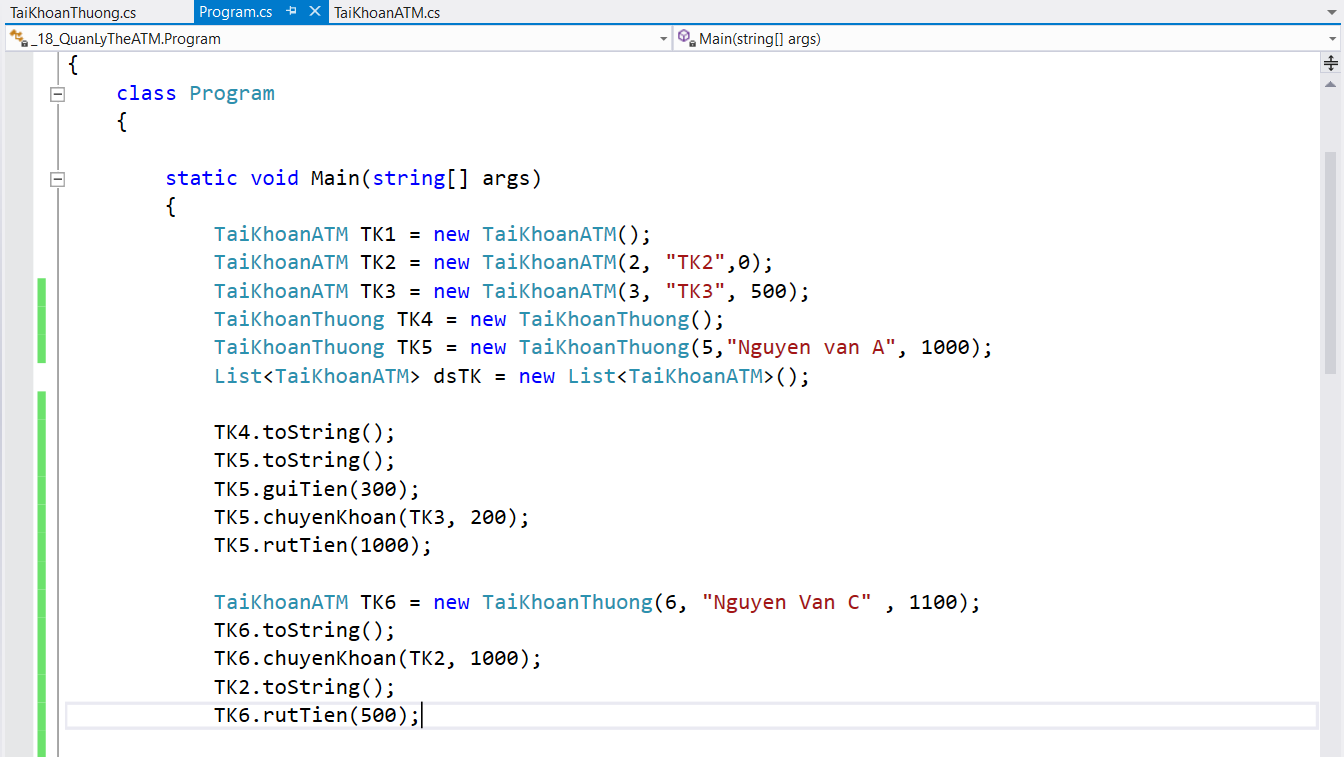 TaiKhoanThuong.cs Program.cs TaiKhoanATM.cs
_18_QuanLyTheATM.Program Main(string[] args)
{
class Program
{
static void Main(string[] args)
{
TaiKhoanATM TK1 = new TaiKhoanATM();
TaiKhoanATM TK2 = new TaiKhoanATM(2, "TK2",0);
TaiKhoanATM TK3 = new TaiKhoanATM(3, "TK3", 500);
TaiKhoanThuong TK4 = new TaiKhoanThuong();
TaiKhoanThuong TK5 = new TaiKhoanThuong(5,"Nguyen van A", 1000);
List<TaiKhoanATM> dsTK = new List<TaiKhoanATM>();
TK4.toString();
TK5.toString();
TK5.guiTien(300);
TK5.chuyenKhoan(TK3, 200);
TK5.rutTien(1000);
TaiKhoanATM TK6 = new TaiKhoanThuong(6, "Nguyen Van C" , 1100);
TK6.toString();
TK6.chuyenKhoan(TK2, 1000);
TK2.toString();
TK6.rutTien(500);